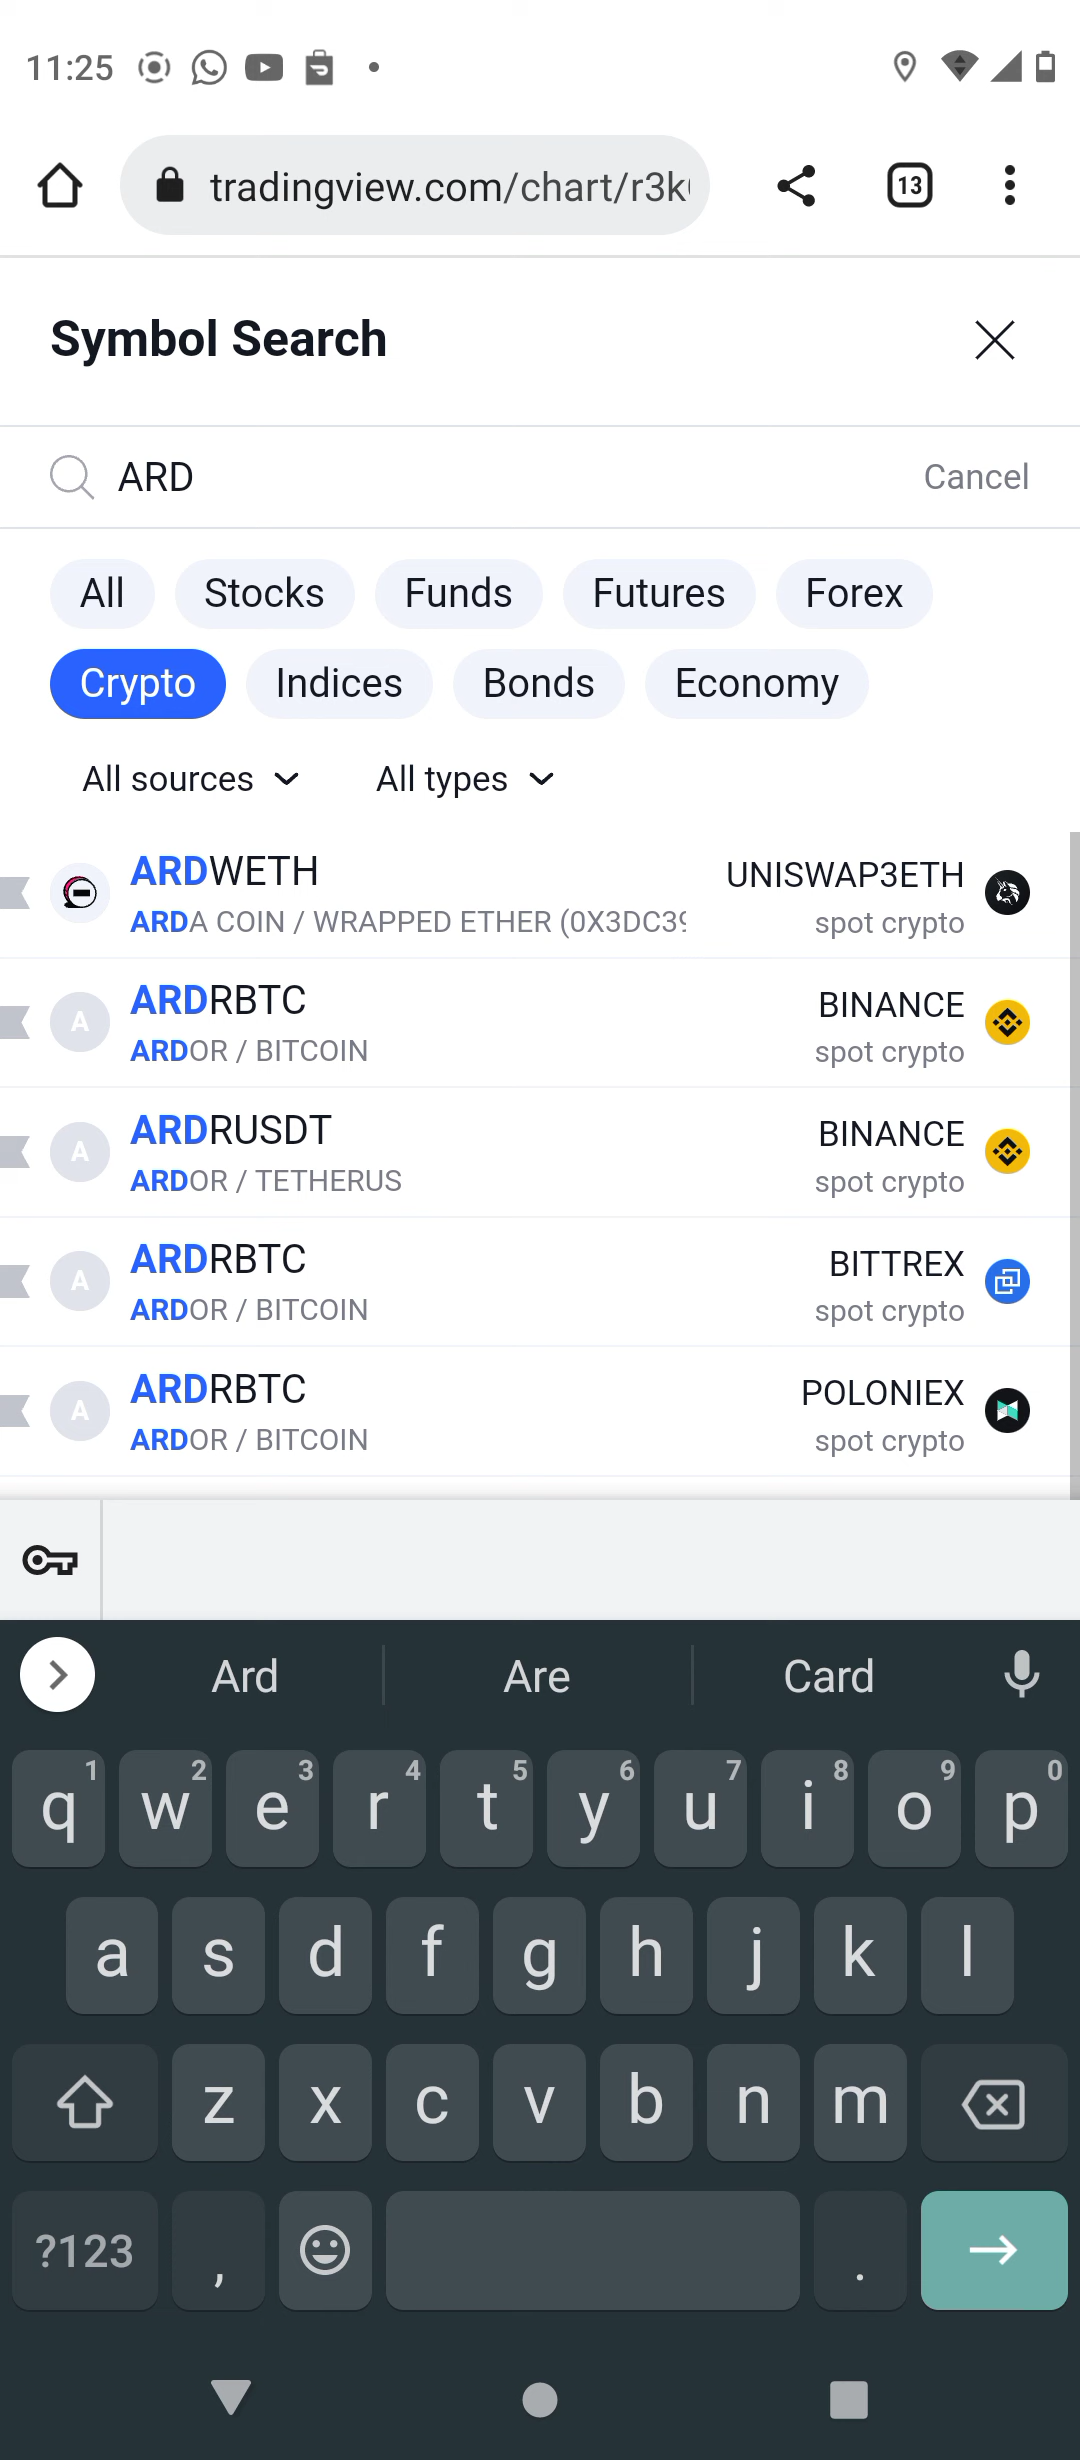 11:25
tradingview.com/chart/r3k
13
Symbol Search
ARD
Cancel
All Stocks Funds Futures Forex
Crypto Indices Bonds Economy
All sources All types
ARDWETH UNISWAP3ETH
ARDA COIN / WRAPPED ETHER (0X3DC39 spot crypto
A ARDRBTC BINANCE
ARDOR / BITCOIN spot crypto
A ARDRUSDT BINANCE
ARDOR / TETHERUS spot crypto
A ARDRBTC BITTREX
ARDOR / BITCOIN spot crypto
A ARDRBTC POLONIEX
ARDOR / BITCOIN spot crypto
Ard Are Card
1 2 3 4 5 6 7 8 9 0
q w e r t y u i o p
a s d f g h j k l
z x c v b n m
?123 , .